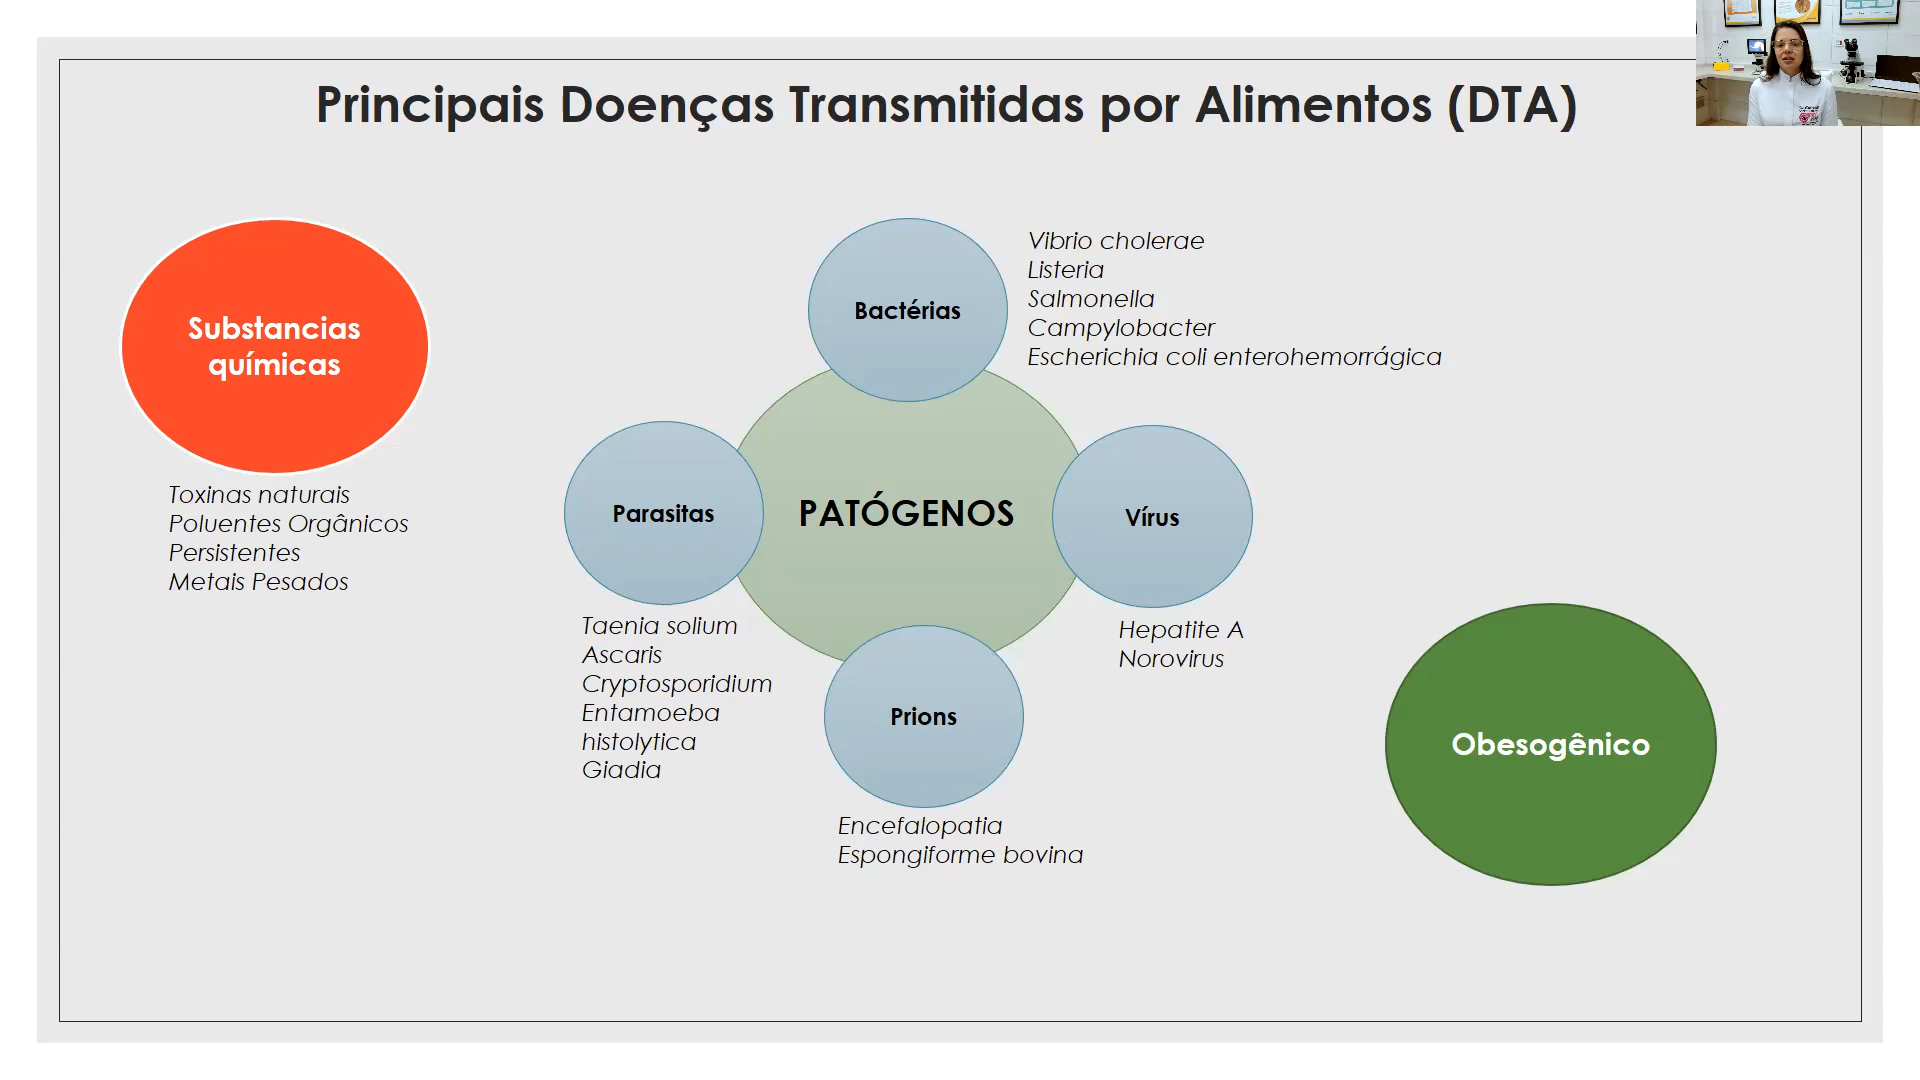 Principais Doenças Transmitidas por Alimentos (DTA)
Substancias
químicas
Toxinas naturais
Poluentes Orgânicos
Persistentes
Metais Pesados
Bactérias
Vibrio cholerae
Listeria
Salmonella
Campylobacter
Escherichia coli enterohemorrágica
Parasitas
PATÓGENOS
Vírus
Taenia solium
Ascaris
Cryptosporidium
Entamoeba
histolytica
Giadia
Hepatite A
Norovirus
Prions
Encefalopatia
Espongiforme bovina
Obesogênico